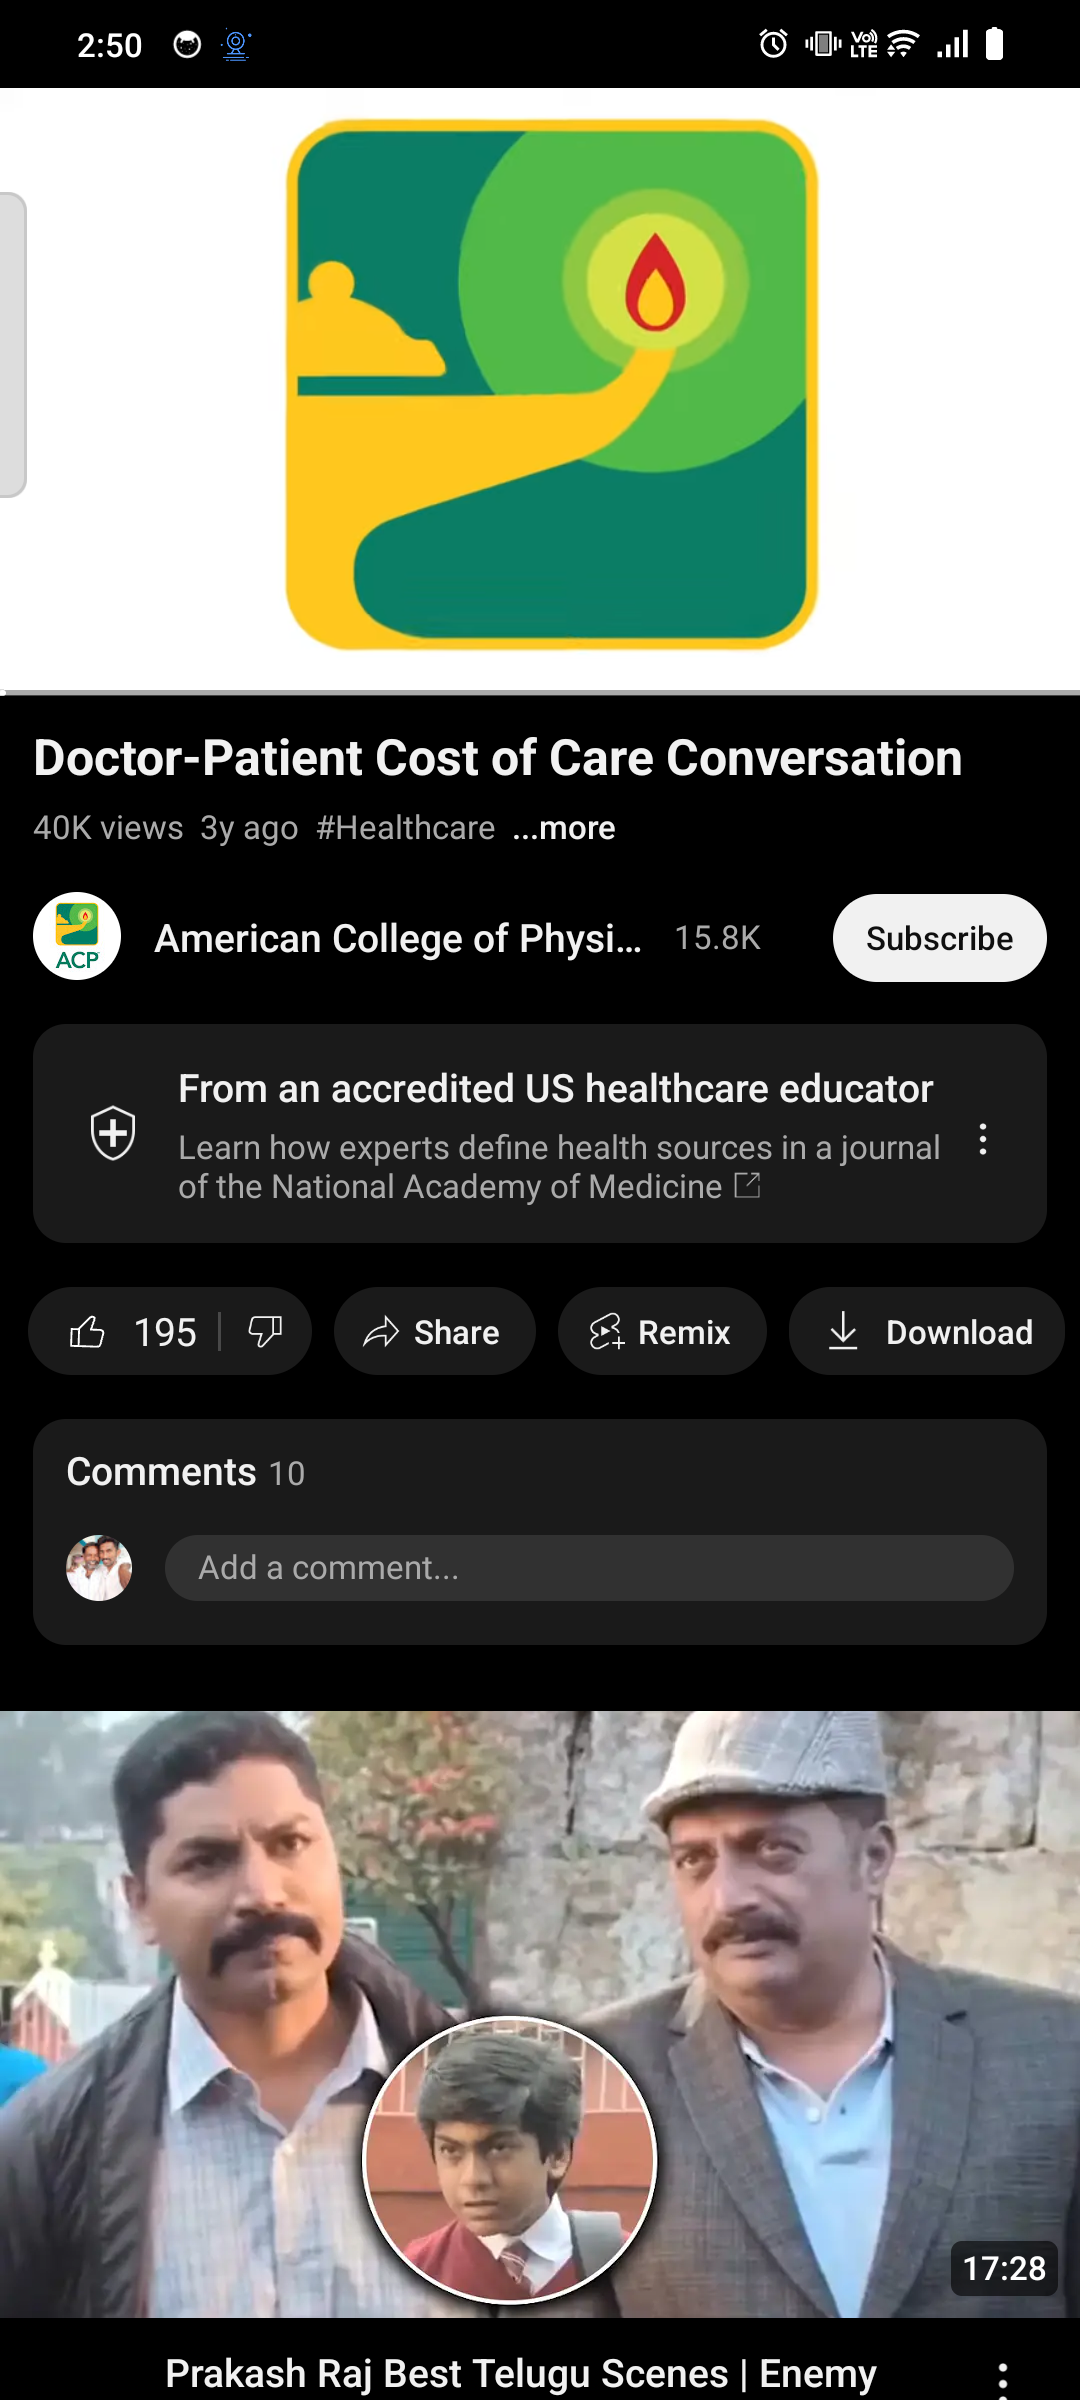 2:50
Vo) LTE
Doctor-Patient Cost of Care Conversation
40K views 3y ago #Healthcare ...more
ACP
American College of Physi... 15.8K Subscribe
From an accredited US healthcare educator
Learn how experts define health sources in a journal
of the National Academy of Medicine
195 Share Remix Download
Comments 10
Add a comment...
17:28
Prakash Raj Best Telugu Scenes | Enemy